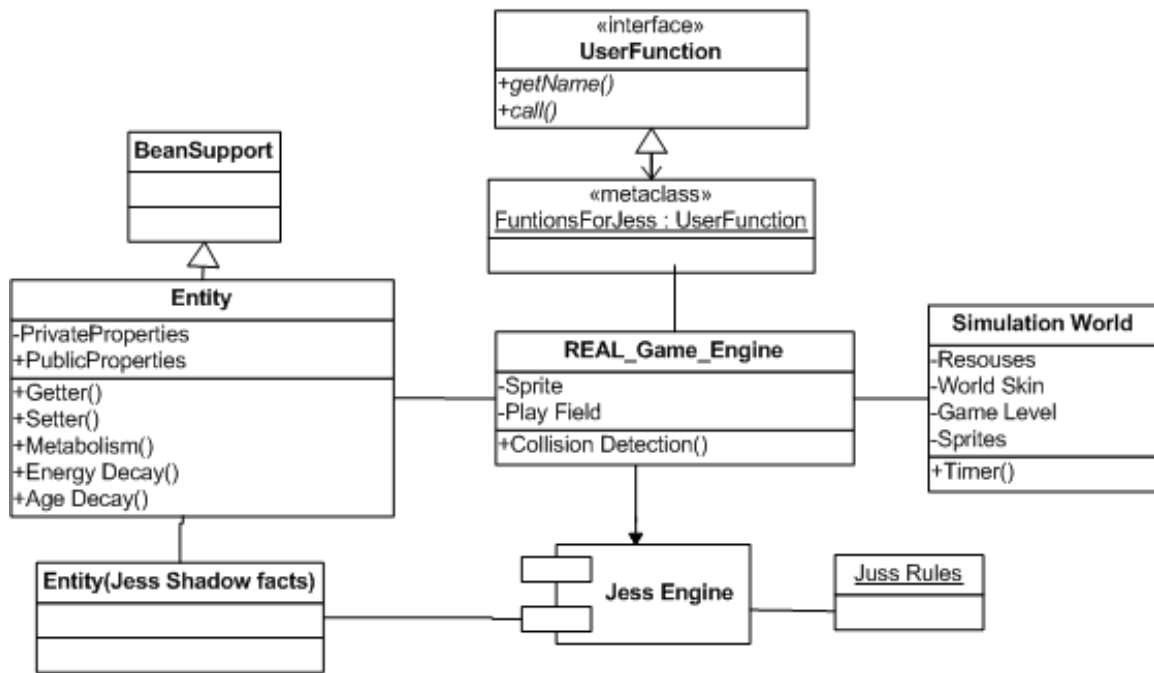 «interface»
UserFunction
+getName()
+call()
BeanSupport
«metaclass»
FuntionsForJess : UserFunction
Entity
-PrivateProperties
+PublicProperties
+Getter()
+Setter()
+Metabolism()
+Energy Decay()
+Age Decay()
REAL_Game_Engine
-Sprite
-Play Field
+Collision Detection()
Simulation World
-Resouses
-World Skin
-Game Level
-Sprites
+Timer()
Entity(Jess Shadow facts)
Jess Engine
Juss Rules